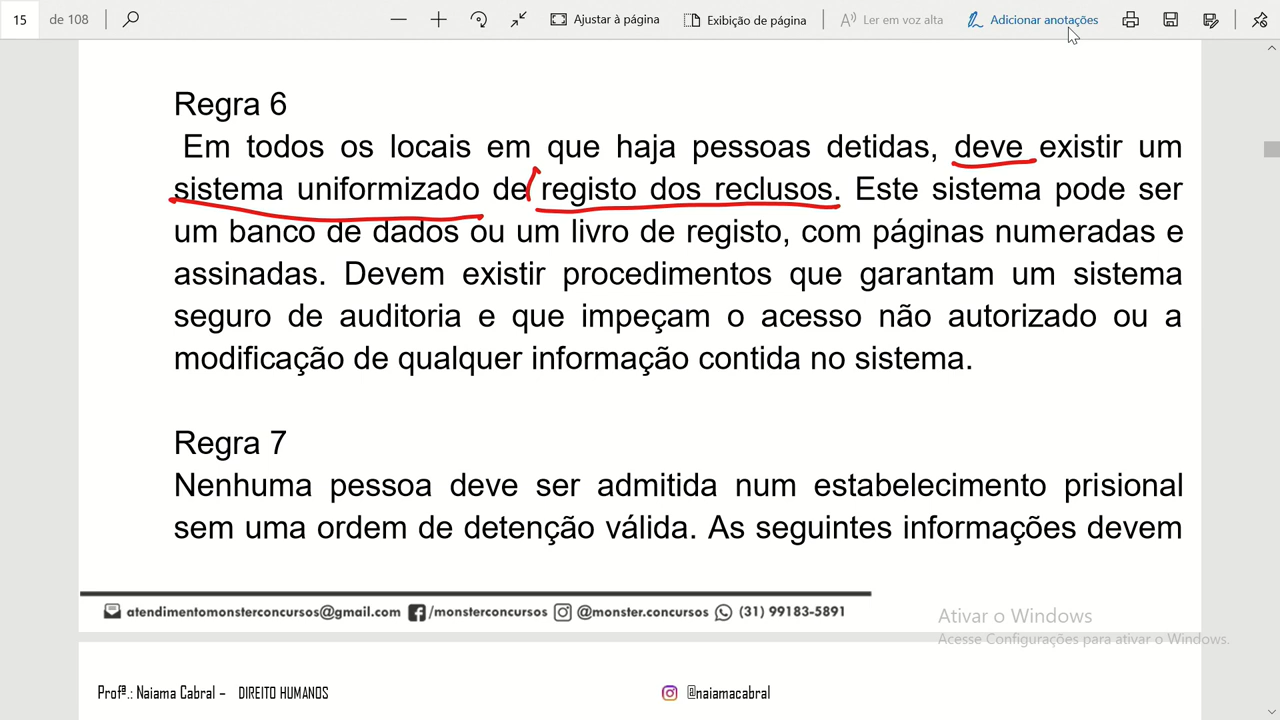 15 de 108 Ajustar à página Exibição de página Ler em voz alta Adicionar anotações
Regra 6
Em todos os locais em que haja pessoas detidas, deve existir um
sistema uniformizado de registo dos reclusos. Este sistema pode ser
um banco de dados ou um livro de registo, com páginas numeradas e
assinadas. Devem existir procedimentos que garantam um sistema
seguro de auditoria e que impeçam o acesso não autorizado ou a
modificação de qualquer informação contida no sistema.
Regra 7
Nenhuma pessoa deve ser admitida num estabelecimento prisional
sem uma ordem de detenção válida. As seguintes informações devem
atendimentomonsterconcursos@gmail.com /monsterconcursos @monster.concursos (31) 99183-5891
Ativar o Windows
Acesse Configurações para ativar o Windows.
Profª.: Naiama Cabral – DIREITO HUMANOS @naiamacabral